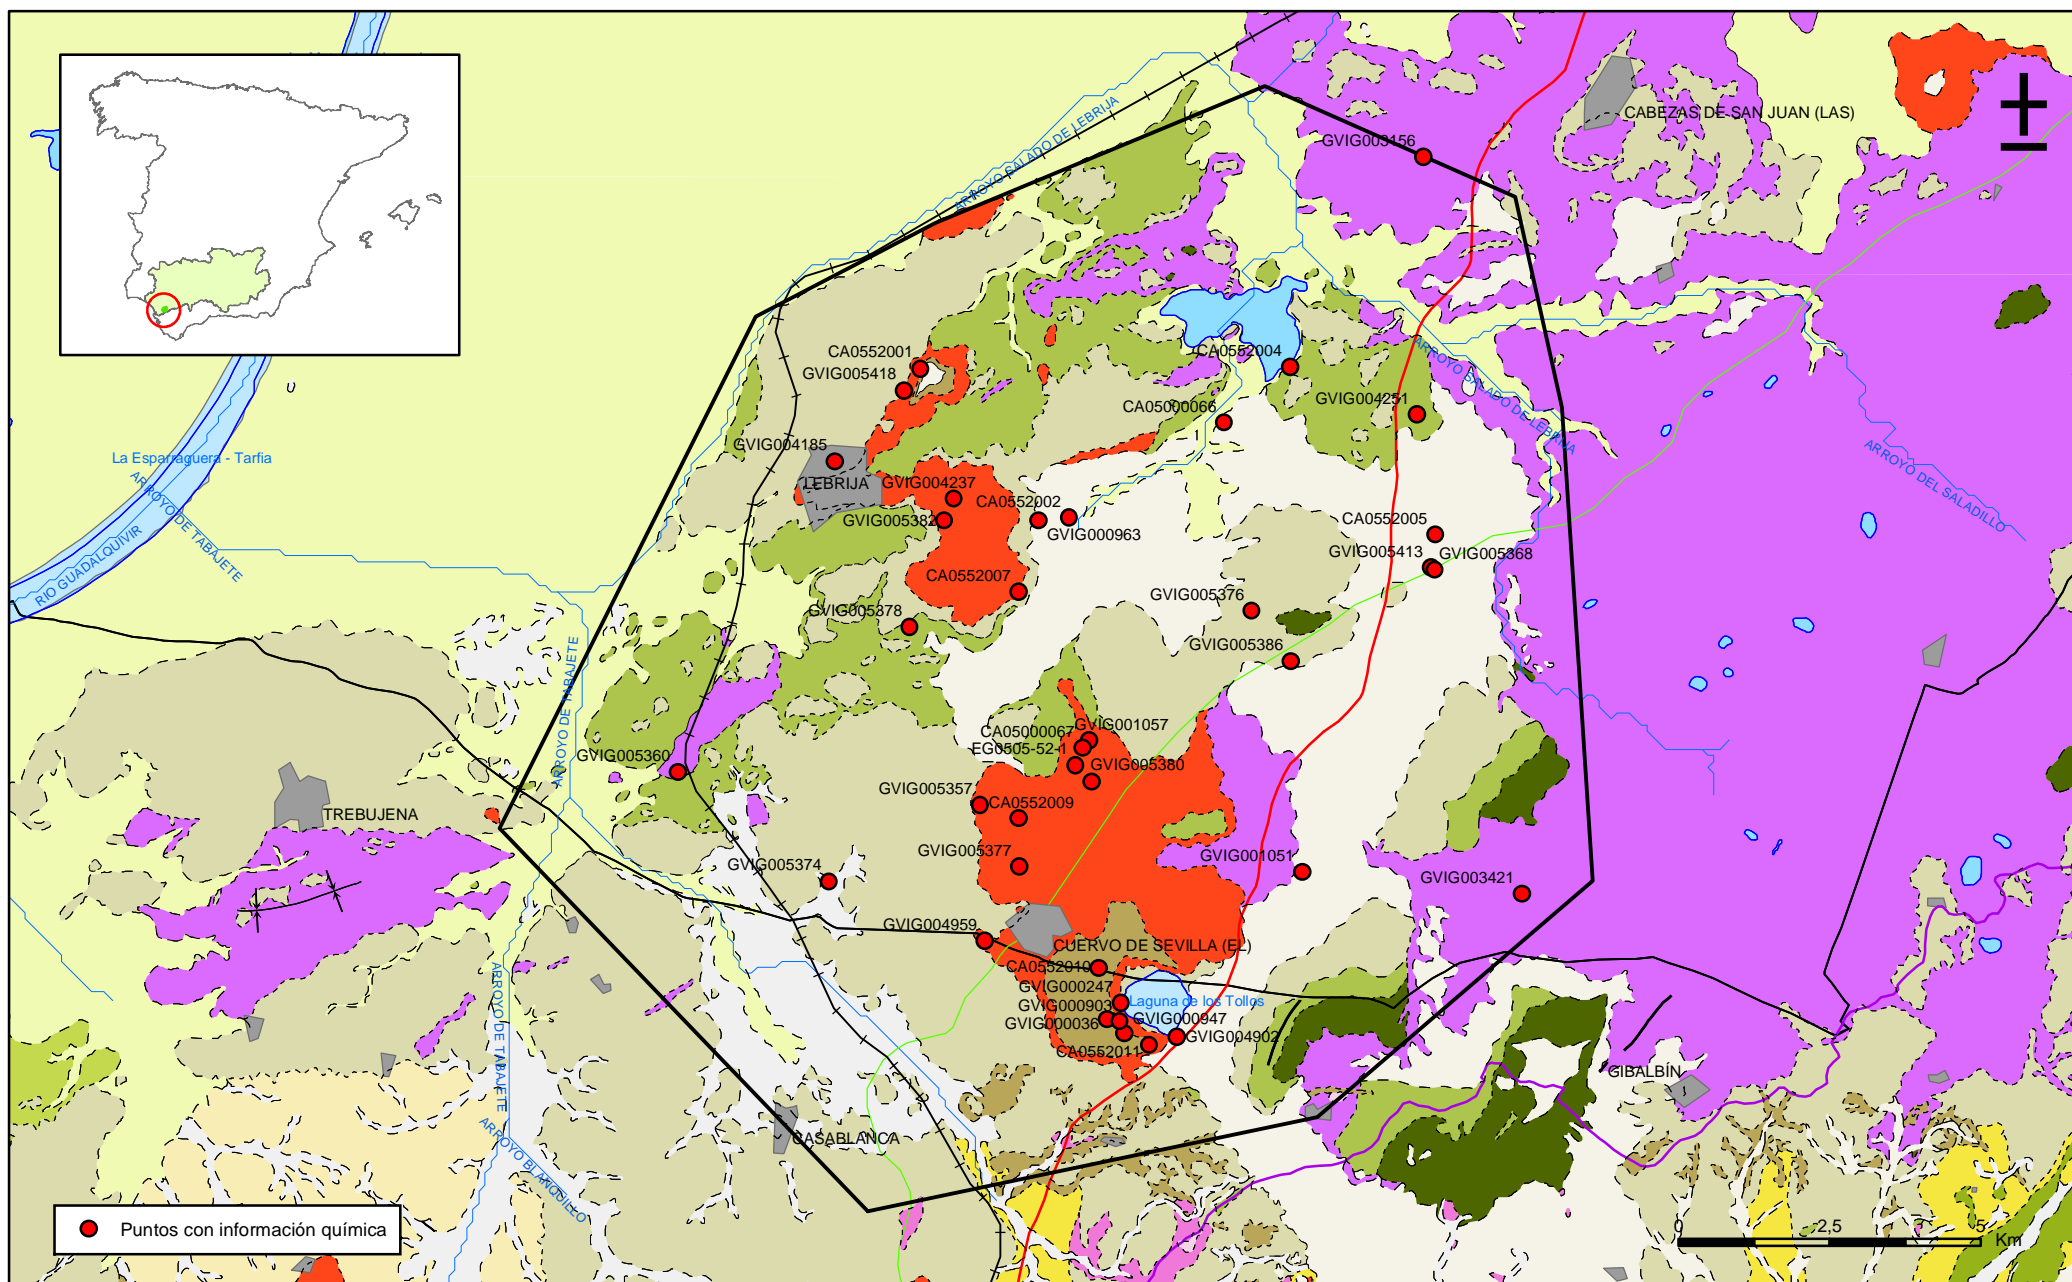 ARROYO SALADO DE LEBRIJA
CABEZAS DE SAN JUAN (LAS)
GVIG003156
CA0552001
GVIG005418
CA0552004
GVIG004251
CA05000066
ARROYO SALADO DE LEBRIJA
GVIG004185
La Esparraguera - Tarfia
ARROYO DE TABAJETE
RIO GUADALQUIVIR
LEBRIJA
GVIG004237
GVIG005382
CA0552002
GVIG000963
CA0552005
GVIG005413
GVIG005368
ARROYO DEL SALADILLO
CA0552007
GVIG005378
GVIG005376
GVIG005386
ARROYO DE TABAJETE
GVIG001057
CA05000067
EG0505-52-1
GVIG005380
GVIG005360
GVIG005357
CA0552009
TREBUJENA
GVIG005377
GVIG005374
GVIG001051
GVIG003421
GVIG004959
CUERVO DE SEVILLA (EL)
CA0552010
GVIG000247
Laguna de los Tollos
GVIG000903
GVIG000947
GVIG000036
GVIG004902
CA0552011
ARROYO DE TABAJETE
GIBALBÍN
CASABLANCA
ARROYO BLANQUILLO
Puntos con información química
0 2,5 5
Km